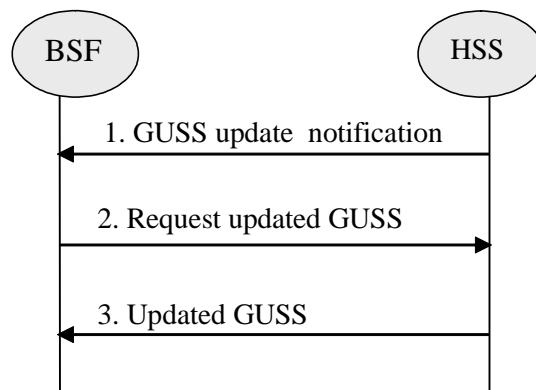 BSF
HSS
1. GUSS update notification
2. Request updated GUSS
3. Updated GUSS